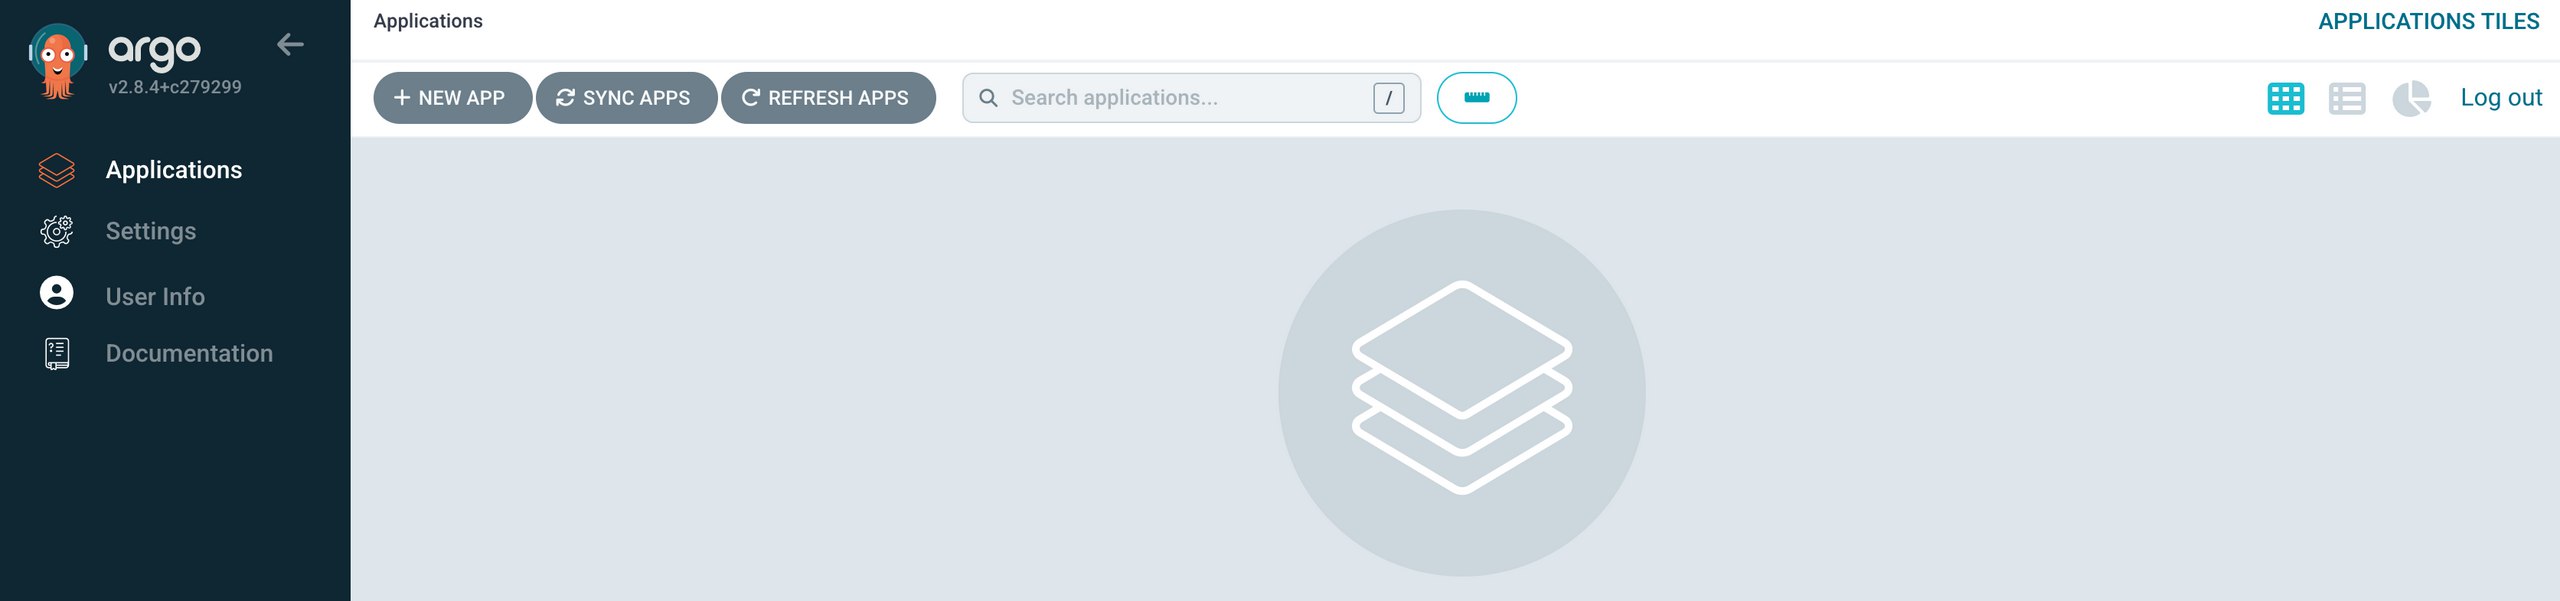 argo
v2.8.4+c279299
Applications
Settings
User Info
Documentation
Applications
APPLICATIONS TILES
+ NEW APP SYNC APPS REFRESH APPS Search applications... / Log out